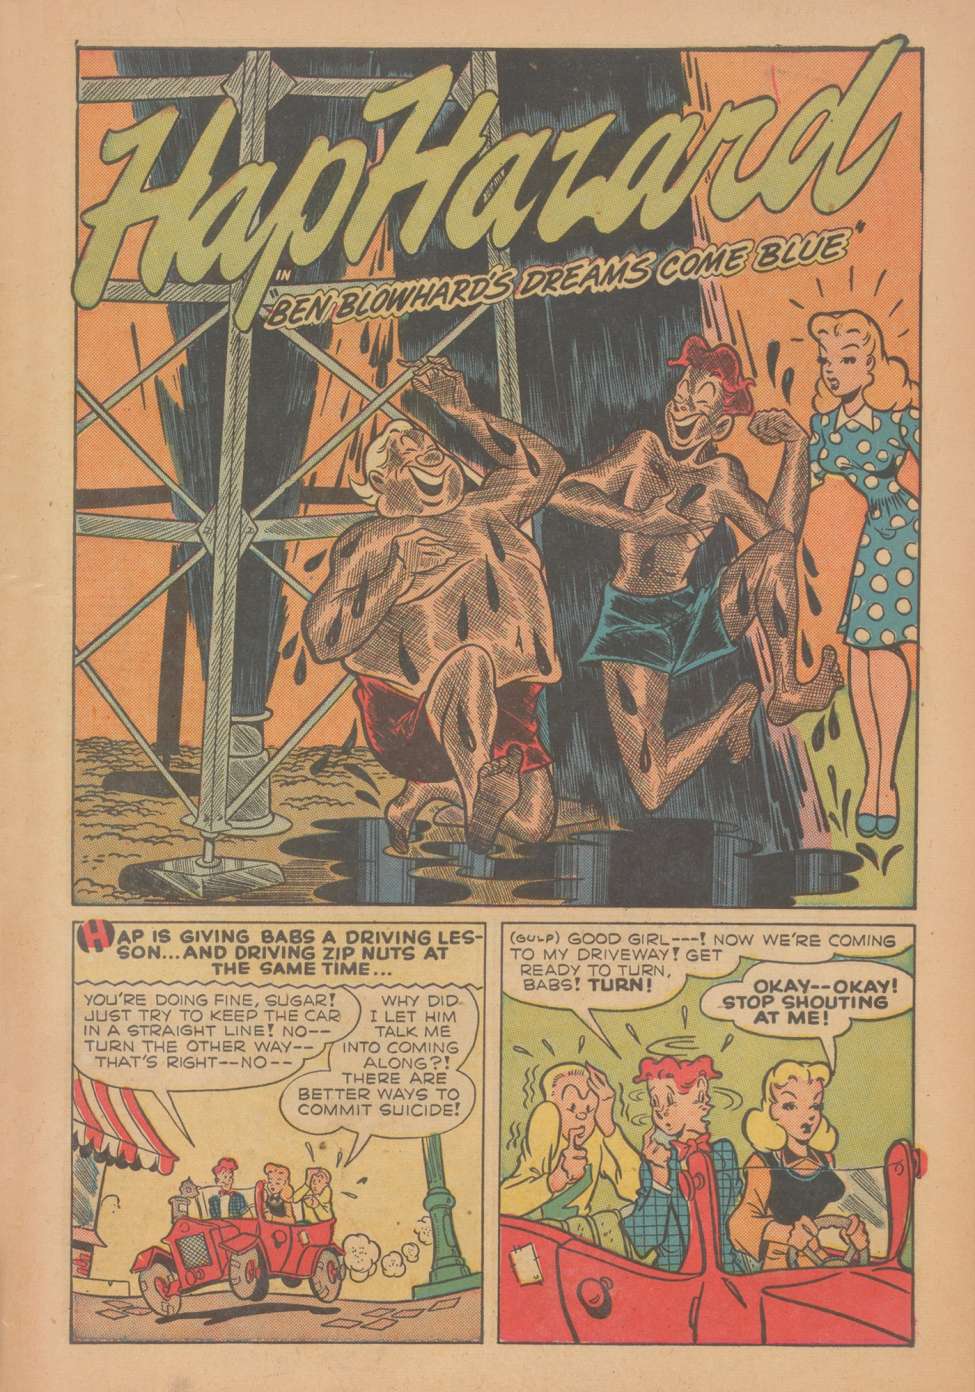 Hap Hazard
IN
"BEN BLOWHARD'S DREAMS COME BLUE"
HAP IS GIVING BABS A DRIVING LES-
SON...AND DRIVING ZIP NUTS AT
THE SAME TIME...
YOU'RE DOING FINE, SUGAR!
JUST TRY TO KEEP THE CAR
IN A STRAIGHT LINE! NO--
TURN THE OTHER WAY--
THAT'S RIGHT--NO--
WHY DID
I LET HIM
TALK ME
INTO COMING
ALONG?!
THERE ARE
BETTER WAYS TO
COMMIT SUICIDE!
(GULP) GOOD GIRL---! NOW WE'RE COMING
TO MY DRIVEWAY! GET
READY TO TURN,
BABS! TURN!
OKAY--OKAY!
STOP SHOUTING
AT ME!